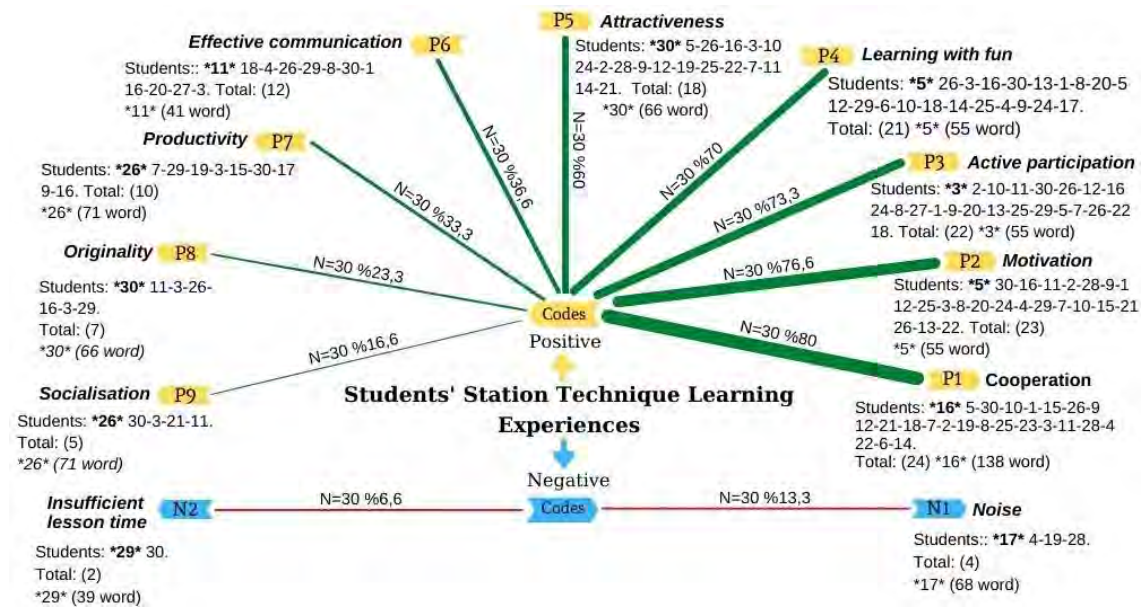 P5 Attractiveness
Students: *30* 5-26-16-3-10
24-2-28-9-12-19-25-22-7-11
14-21. Total: (18)
*30* (66 word)
Effective communication P6
Students:: *11* 18-4-26-29-8-30-1
16-20-27-3. Total: (12)
*11* (41 word)
P4 Learning with fun
Students: *5* 26-3-16-30-13-1-8-20-5
12-29-6-10-18-14-25-4-9-24-17.
Total: (21) *5* (55 word)
Productivity P7
Students: *26* 7-29-19-3-15-30-17
9-16. Total: (10)
*26* (71 word)
P3 Active participation
Students: *3* 2-10-11-30-26-12-16
24-8-27-1-9-20-13-25-29-5-7-26-22
18. Total: (22) *3* (55 word)
Originality P8
Students: *30* 11-3-26-
16-3-29.
Total: (7)
*30* (66 word)
P2 Motivation
Students: *5* 30-16-11-2-28-9-1
12-25-3-8-20-24-4-29-7-10-15-21
26-13-22. Total: (23)
*5* (55 word)
Socialisation P9
Students: *26* 30-3-21-11.
Total: (5)
*26* (71 word)
P1 Cooperation
Students: *16* 5-30-10-1-15-26-9
12-21-18-7-2-19-8-25-23-3-11-28-4
22-6-14.
Total: (24) *16* (138 word)
N=30 %16,6
N=30 %23,3
N=30 %33,3
N=30 %36,6
N=30 %60
N=30 %70
N=30 %73,3
N=30 %76,6
N=30 %80
Codes
Positive
Students' Station Technique Learning
Experiences
Negative
Codes
N=30 %6,6
N=30 %13,3
Insufficient
lesson time N2
Students: *29* 30.
Total: (2)
*29* (39 word)
N1 Noise
Students:: *17* 4-19-28.
Total: (4)
*17* (68 word)